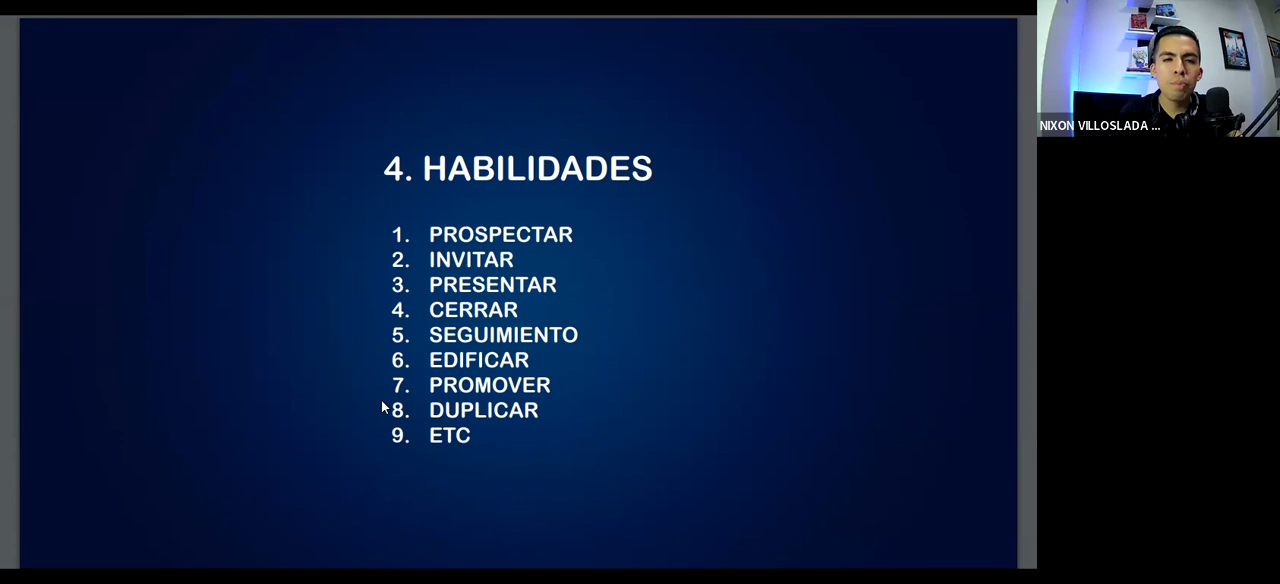 4. HABILIDADES
1. PROSPECTAR
2. INVITAR
3. PRESENTAR
4. CERRAR
5. SEGUIMIENTO
6. EDIFICAR
7. PROMOVER
8. DUPLICAR
9. ETC
NIXON VILLOSLADA ...